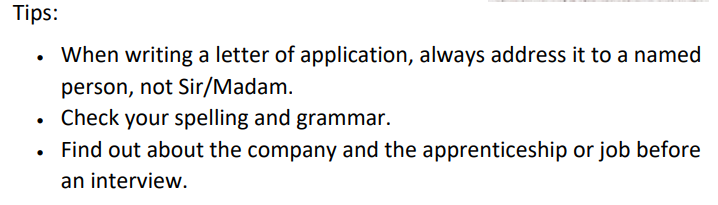 Tips:
• When writing a letter of application, always address it to a named
person, not Sir/Madam.
• Check your spelling and grammar.
• Find out about the company and the apprenticeship or job before
an interview.